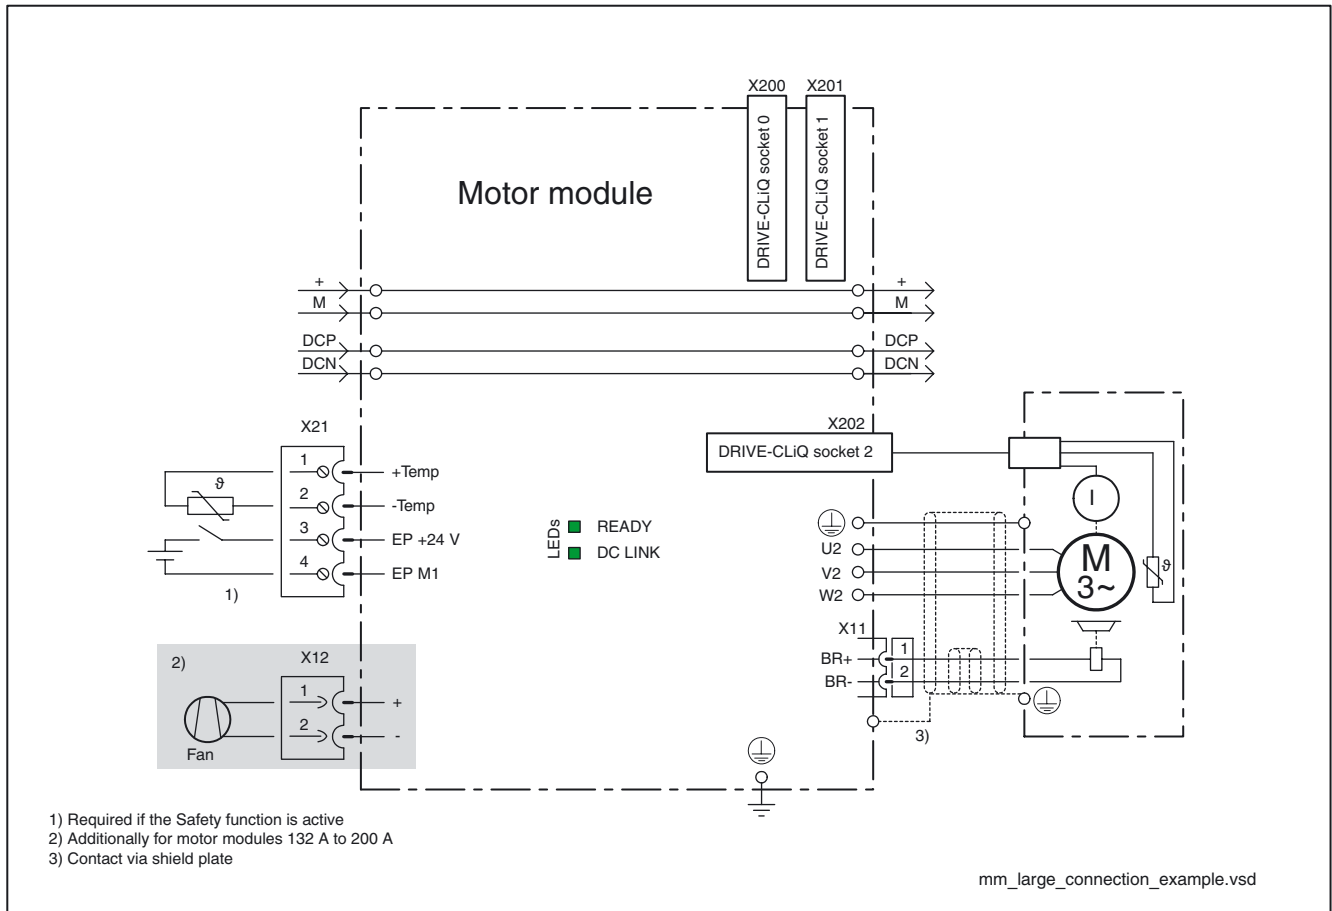 X200 X201
DRIVE-CLiQ socket 0
DRIVE-CLiQ socket 1
Motor module
+ +
M M
DCP DCP
DCN DCN
X21
1 +Temp
2 -Temp
3 EP +24 V
4 EP M1
ϑ
1)
X202
DRIVE-CLiQ socket 2
LEDs
READY
DC LINK
U2
V2
W2
I
M
3~
ϑ
X11
BR+ 1
BR- 2
3)
2)
X12
1 +
2 -
Fan
1) Required if the Safety function is active
2) Additionally for motor modules 132 A to 200 A
3) Contact via shield plate
mm_large_connection_example.vsd